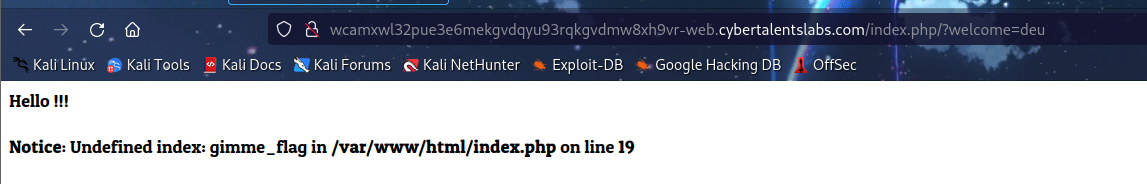 wcamxwl32pue3e6mekgvdqyu93rqkgvdmw8xh9vr-web.cybertalentslabs.com/index.php/?welcome=deu
Kali Linux Kali Tools Kali Docs Kali Forums Kali NetHunter Exploit-DB Google Hacking DB OffSec
Hello !!!
Notice: Undefined index: gimme_flag in /var/www/html/index.php on line 19